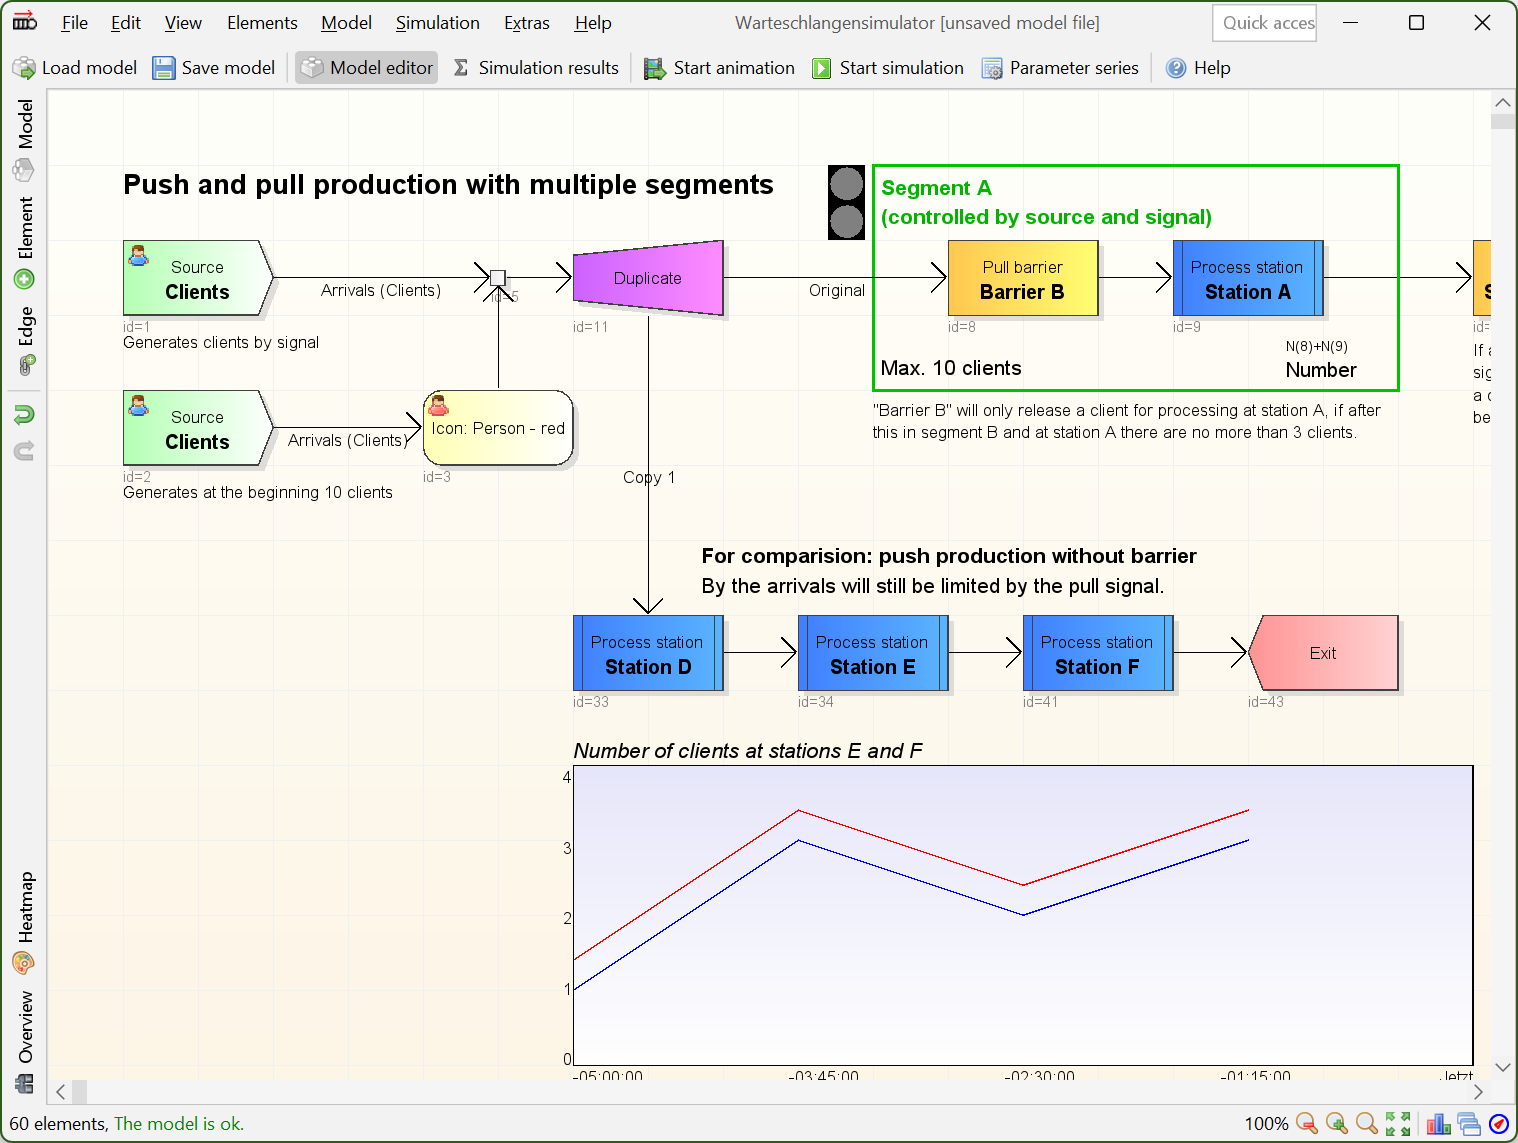 File Edit View Elements Model Simulation Extras Help Warteschlangensimulator [unsaved model file] Quick acces
Load model Save model Model editor Simulation results Start animation Start simulation Parameter series Help
Model
Element
Edge
Heatmap
Overview
Push and pull production with multiple segments
Segment A
(controlled by source and signal)
Source
Clients
id=1
Generates clients by signal
Arrivals (Clients)
id=5
Duplicate
id=11
Original
Pull barrier
Barrier B
id=8
Process station
Station A
id=9
N(8)+N(9)
Number
Max. 10 clients
S
id=
If a
sig
a c
be
"Barrier B" will only release a client for processing at station A, if after
this in segment B and at station A there are no more than 3 clients.
Source
Clients
id=2
Generates at the beginning 10 clients
Arrivals (Clients)
Icon: Person - red
id=3
Copy 1
For comparision: push production without barrier
By the arrivals will still be limited by the pull signal.
Process station
Station D
id=33
Process station
Station E
id=34
Process station
Station F
id=41
Exit
id=43
Number of clients at stations E and F
4
3
2
1
0
-05:00:00 -03:45:00 -02:30:00 -01:15:00 Jetzt
60 elements, The model is ok. 100%